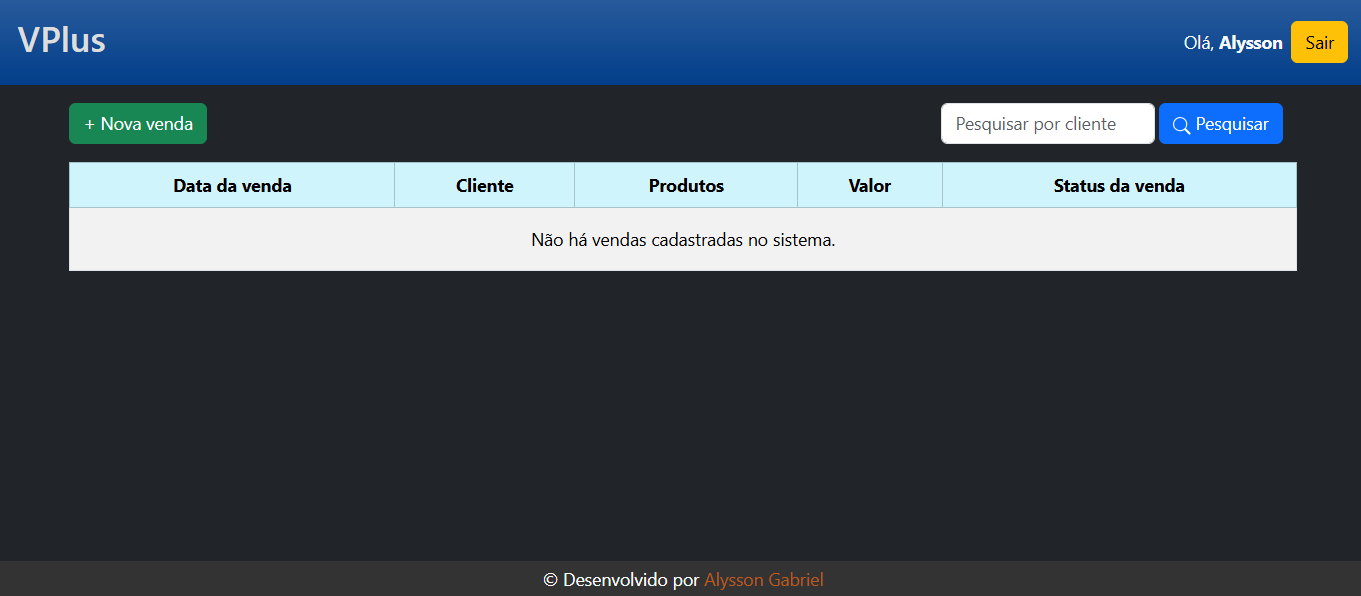 VPlus
Olá, Alysson Sair
+ Nova venda
Pesquisar por cliente Pesquisar
Data da venda Cliente Produtos Valor Status da venda
Não há vendas cadastradas no sistema.
© Desenvolvido por Alysson Gabriel